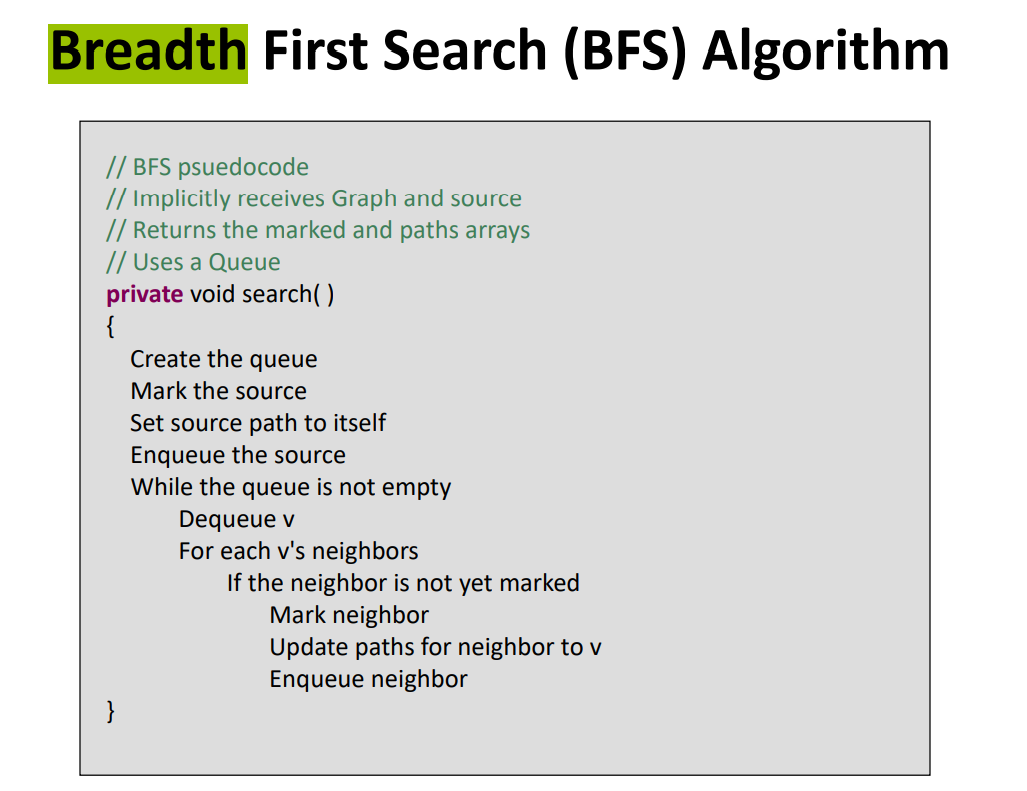 Breadth First Search (BFS) Algorithm
// BFS psuedocode
// Implicitly receives Graph and source
// Returns the marked and paths arrays
// Uses a Queue
private void search( )
{
Create the queue
Mark the source
Set source path to itself
Enqueue the source
While the queue is not empty
Dequeue v
For each v's neighbors
If the neighbor is not yet marked
Mark neighbor
Update paths for neighbor to v
Enqueue neighbor
}